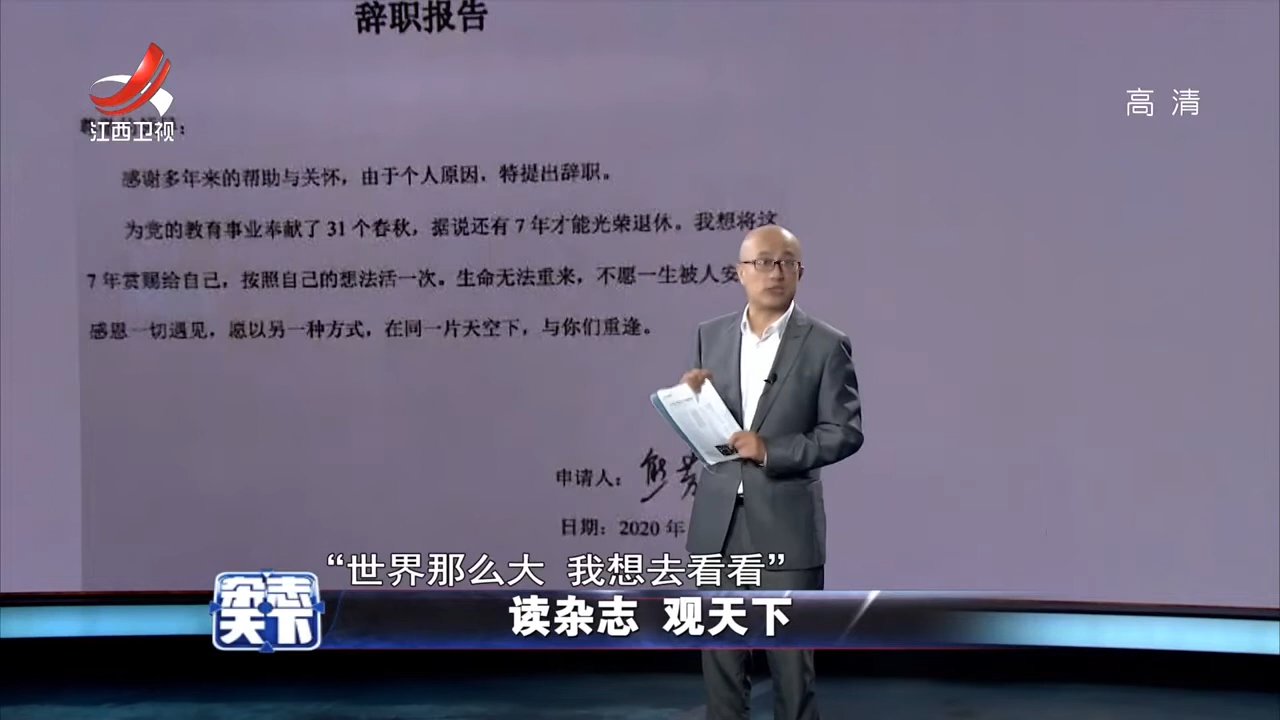 辞职报告
江西卫视
高清
感谢多年来的帮助与关怀，由于个人原因，特提出辞职。
为党的教育事业奉献了31个春秋，据说还有7年才能光荣退休。我想将这
7年赏赐给自己，按照自己的想法活一次。生命无法重来，不愿一生被人安
感恩一切遇见，愿以另一种方式，在同一片天空下，与你们重逢。
申请人：熊芳
日期：2020年
“世界那么大 我想去看看”
杂志天下
读杂志 观天下